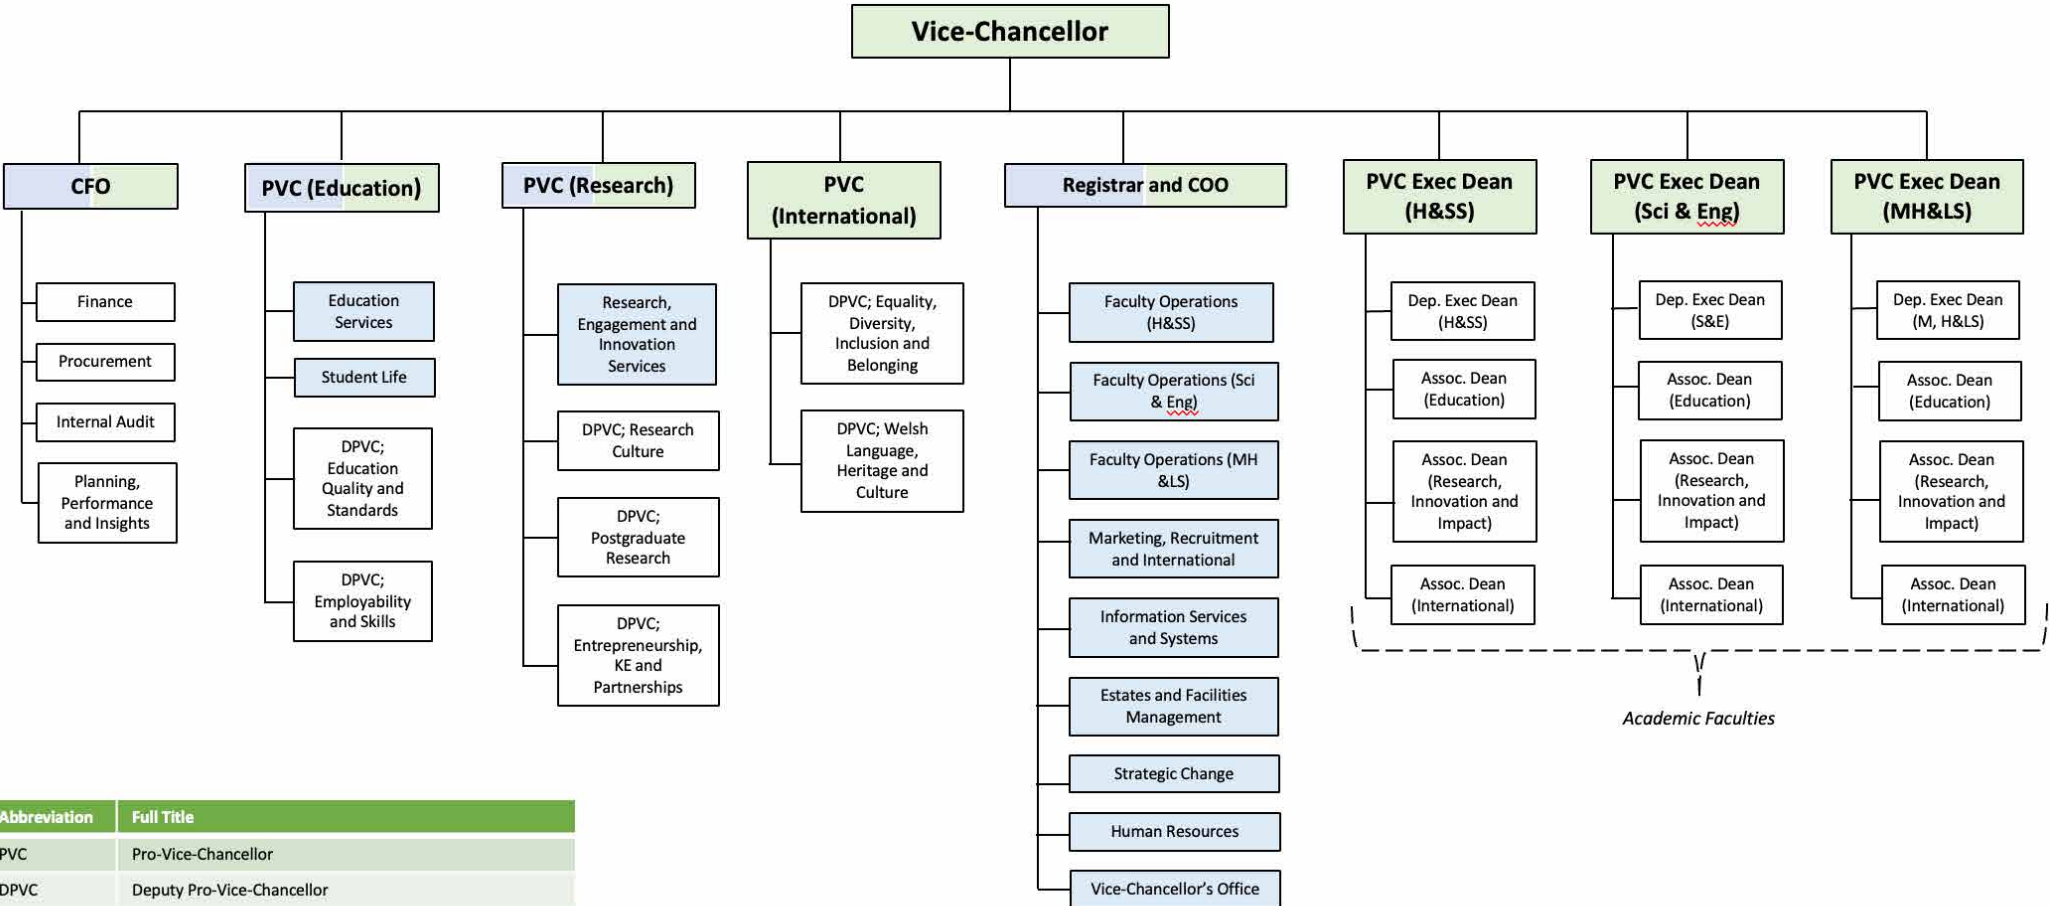 Vice-Chancellor
CFO
Finance
Procurement
Internal Audit
Planning,
Performance
and Insights
PVC (Education)
Education
Services
Student Life
DPVC;
Education
Quality and
Standards
DPVC;
Employability
and Skills
PVC (Research)
Research,
Engagement and
Innovation
Services
DPVC; Research
Culture
DPVC;
Postgraduate
Research
DPVC;
Entrepreneurship,
KE and
Partnerships
PVC
(International)
DPVC; Equality,
Diversity,
Inclusion and
Belonging
DPVC; Welsh
Language,
Heritage and
Culture
Registrar and COO
Faculty Operations
(H&SS)
Faculty Operations (Sci
& Eng)
Faculty Operations (MH
&LS)
Marketing, Recruitment
and International
Information Services
and Systems
Estates and Facilities
Management
Strategic Change
Human Resources
Vice-Chancellor’s Office
PVC Exec Dean
(H&SS)
Dep. Exec Dean
(H&SS)
Assoc. Dean
(Education)
Assoc. Dean
(Research,
Innovation and
Impact)
Assoc. Dean
(International)
PVC Exec Dean
(Sci & Eng)
Dep. Exec Dean
(S&E)
Assoc. Dean
(Education)
Assoc. Dean
(Research,
Innovation and
Impact)
Assoc. Dean
(International)
PVC Exec Dean
(MH&LS)
Dep. Exec Dean
(M, H&LS)
Assoc. Dean
(Education)
Assoc. Dean
(Research,
Innovation and
Impact)
Assoc. Dean
(International)
Academic Faculties
Abbreviation Full Title
PVC Pro-Vice-Chancellor
DPVC Deputy Pro-Vice-Chancellor